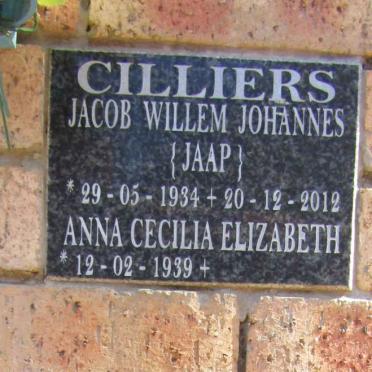 CILLIERS
JACOB WILLEM JOHANNES
{JAAP}
* 29 - 05 - 1934 + 20 - 12 - 2012
ANNA CECILIA ELIZABETH
* 12 - 02 - 1939 +